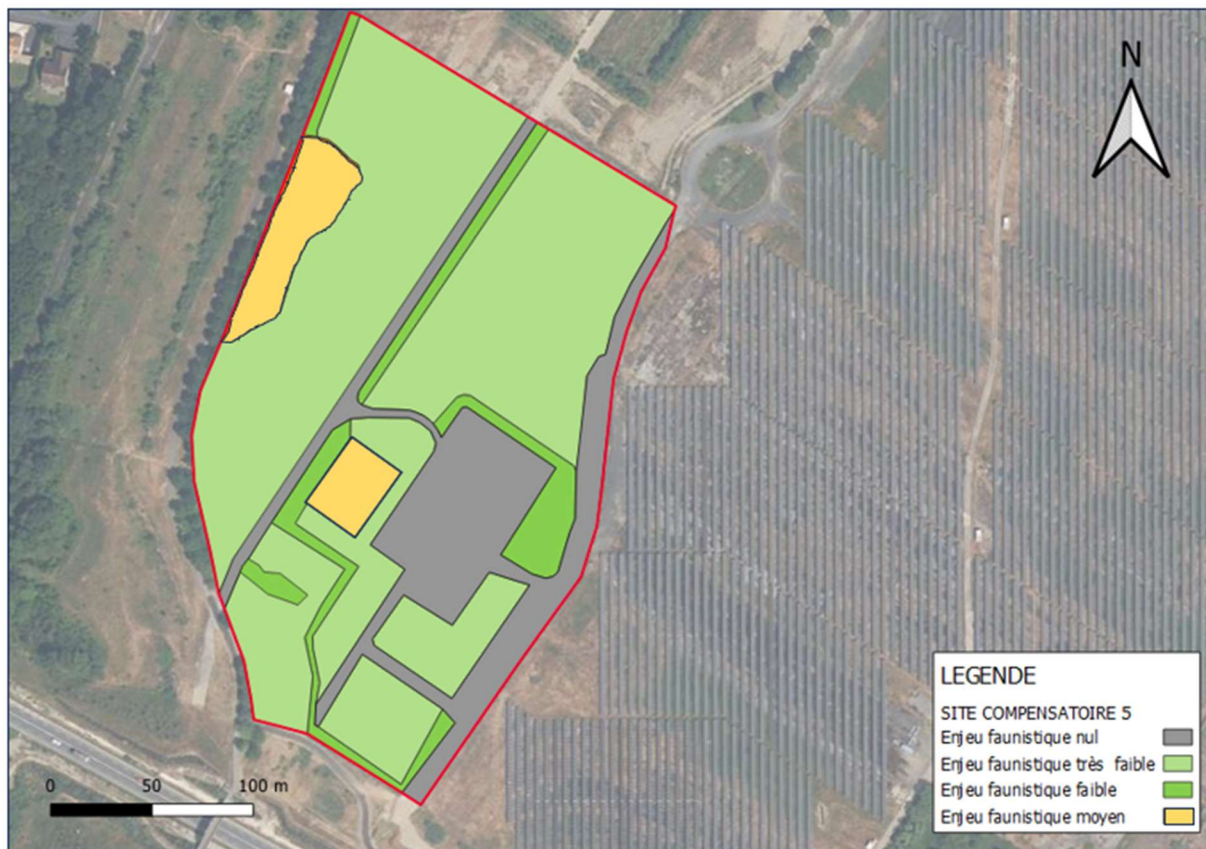 N
LEGENDE
SITE COMPENSATOIRE 5
Enjeu faunistique nul
Enjeu faunistique très faible
Enjeu faunistique faible
Enjeu faunistique moyen
0 50 100 m